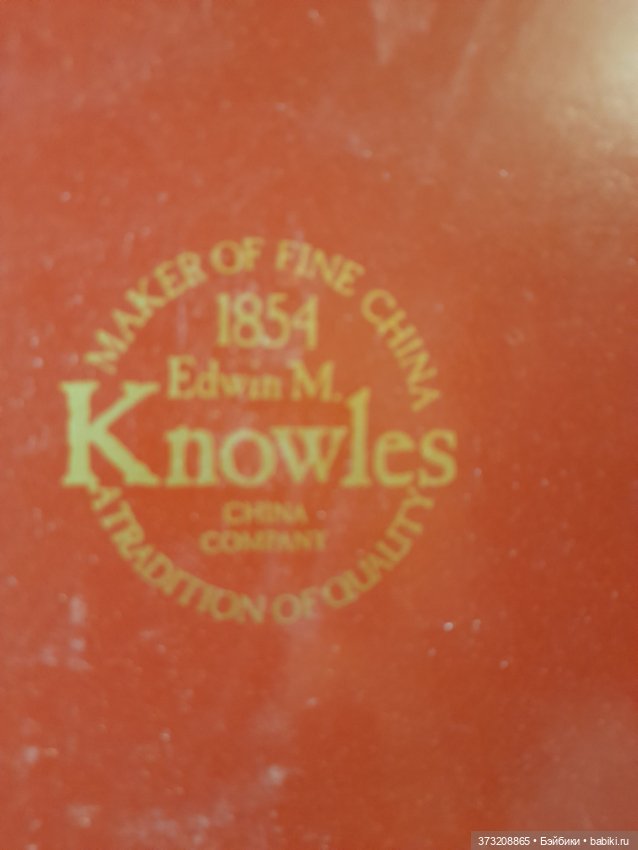 MAKER OF FINE CHINA
1854
Edwin M.
Knowles
CHINA
COMPANY
A TRADITION OF QUALITY
373208865 • Бэйбики • babiki.ru